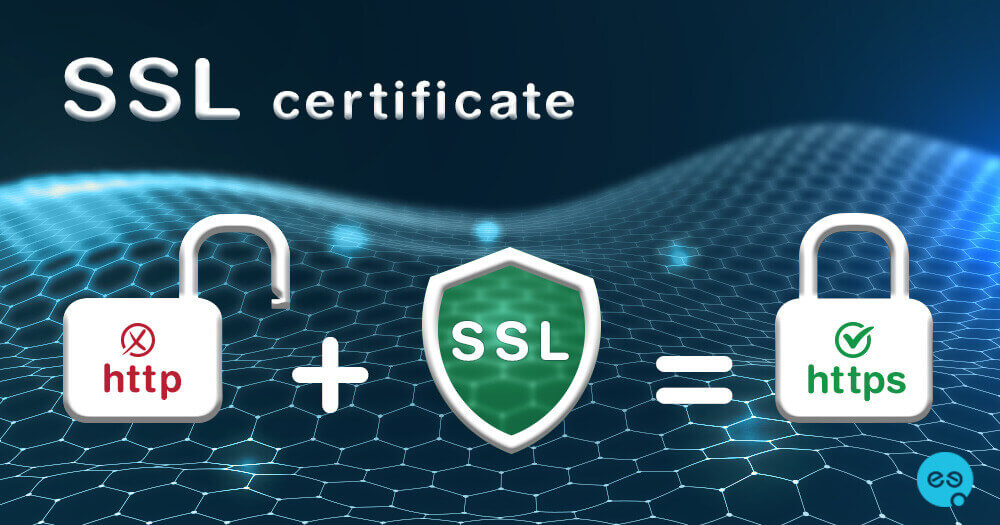 SSL certificate
http + SSL = https